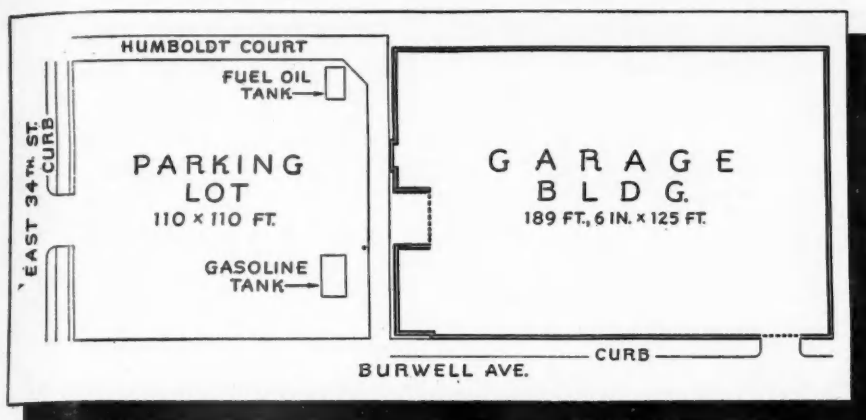 HUMBOLDT COURT
FUEL OIL
TANK
EAST 34TH ST.
CURB
PARKING
LOT
110 × 110 FT.
GARAGE
BLDG.
189 FT., 6 IN. × 125 FT.
GASOLINE
TANK
CURB
BURWELL AVE.